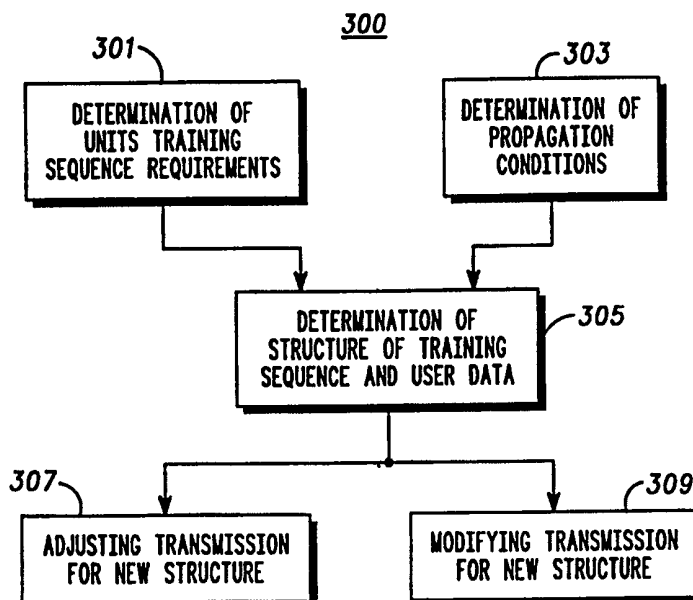 300
301
303
DETERMINATION OF
UNITS TRAINING
SEQUENCE REQUIREMENTS
DETERMINATION OF
PROPAGATION
CONDITIONS
305
DETERMINATION OF
STRUCTURE OF TRAINING
SEQUENCE AND USER DATA
307
309
ADJUSTING TRANSMISSION
FOR NEW STRUCTURE
MODIFYING TRANSMISSION
FOR NEW STRUCTURE